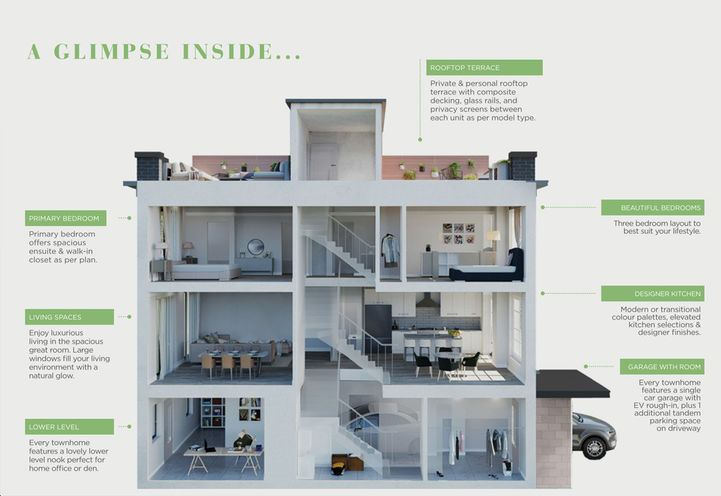 A GLIMPSE INSIDE...
ROOFTOP TERRACE
Private & personal rooftop
terrace with composite
decking, glass rails, and
privacy screens between
each unit as per model type.
PRIMARY BEDROOM
Primary bedroom
offers spacious
ensuite & walk-in
closet as per plan.
LIVING SPACES
Enjoy luxurious
living in the spacious
great room. Large
windows fill your living
environment with a
natural glow.
LOWER LEVEL
Every townhome
features a lovely lower
level nook perfect for
home office or den.
BEAUTIFUL BEDROOMS
Three bedroom layout to
best suit your lifestyle.
DESIGNER KITCHEN
Modern or transitional
colour palettes, elevated
kitchen selections &
designer finishes.
GARAGE WITH ROOM
Every townhome
features a single
car garage with
EV rough-in, plus 1
additional tandem
parking space
on driveway